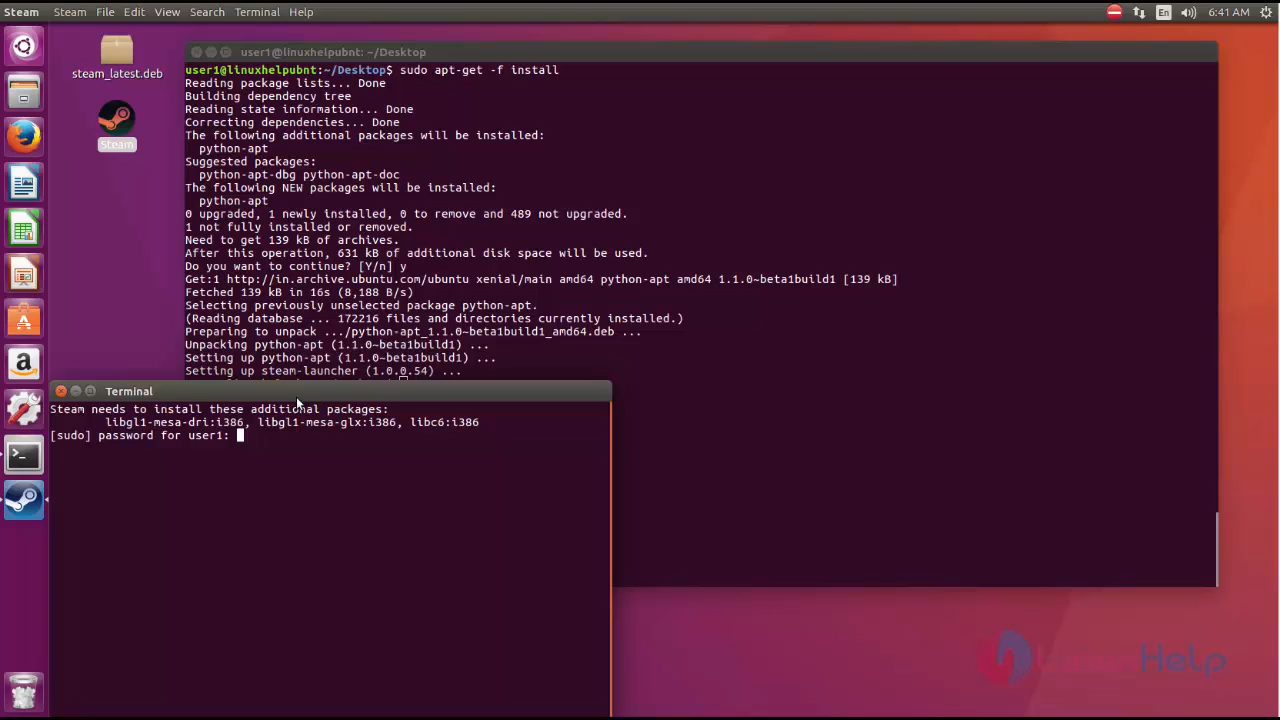 Steam Steam File Edit View Search Terminal Help En 6:41 AM
steam_latest.deb
Steam
user1@linuxhelpubnt: ~/Desktop
user1@linuxhelpubnt:~/Desktop$ sudo apt-get -f install
Reading package lists... Done
Building dependency tree
Reading state information... Done
Correcting dependencies... Done
The following additional packages will be installed:
python-apt
Suggested packages:
python-apt-dbg python-apt-doc
The following NEW packages will be installed:
python-apt
0 upgraded, 1 newly installed, 0 to remove and 489 not upgraded.
1 not fully installed or removed.
Need to get 139 kB of archives.
After this operation, 631 kB of additional disk space will be used.
Do you want to continue? [Y/n] y
Get:1 http://in.archive.ubuntu.com/ubuntu xenial/main amd64 python-apt amd64 1.1.0~beta1build1 [139 kB]
Fetched 139 kB in 16s (8,188 B/s)
Selecting previously unselected package python-apt.
(Reading database ... 172216 files and directories currently installed.)
Preparing to unpack .../python-apt_1.1.0~beta1build1_amd64.deb ...
Unpacking python-apt (1.1.0~beta1build1) ...
Setting up python-apt (1.1.0~beta1build1) ...
Setting up steam-launcher (1.0.0.54) ...
Terminal
Steam needs to install these additional packages:
libgl1-mesa-dri:i386, libgl1-mesa-glx:i386, libc6:i386
[sudo] password for user1:
Help